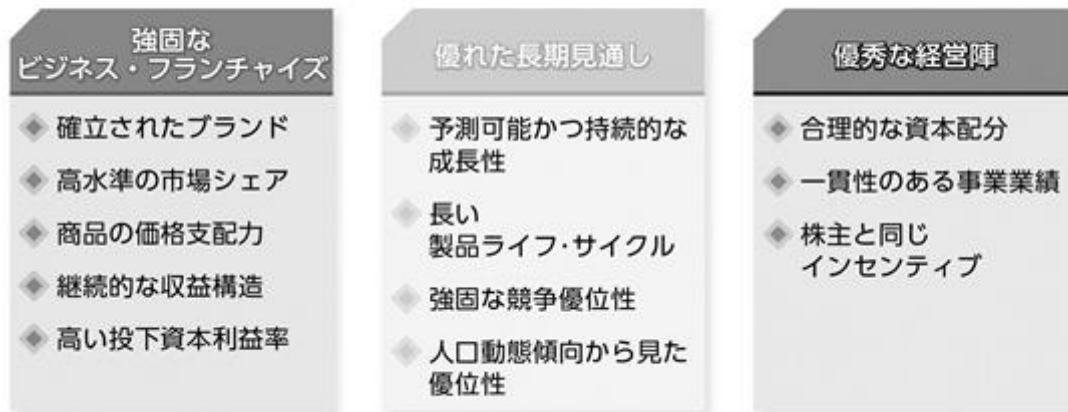 強固な
ビジネス・フランチャイズ
確立されたブランド
高水準の市場シェア
商品の価格支配力
継続的な収益構造
高い投下資本利益率
優れた長期見通し
予測可能かつ持続的な
成長性
長い
製品ライフ・サイクル
強固な競争優位性
人口動態傾向から見た
優位性
優秀な経営陣
合理的な資本配分
一貫性のある事業業績
株主と同じ
インセンティブ